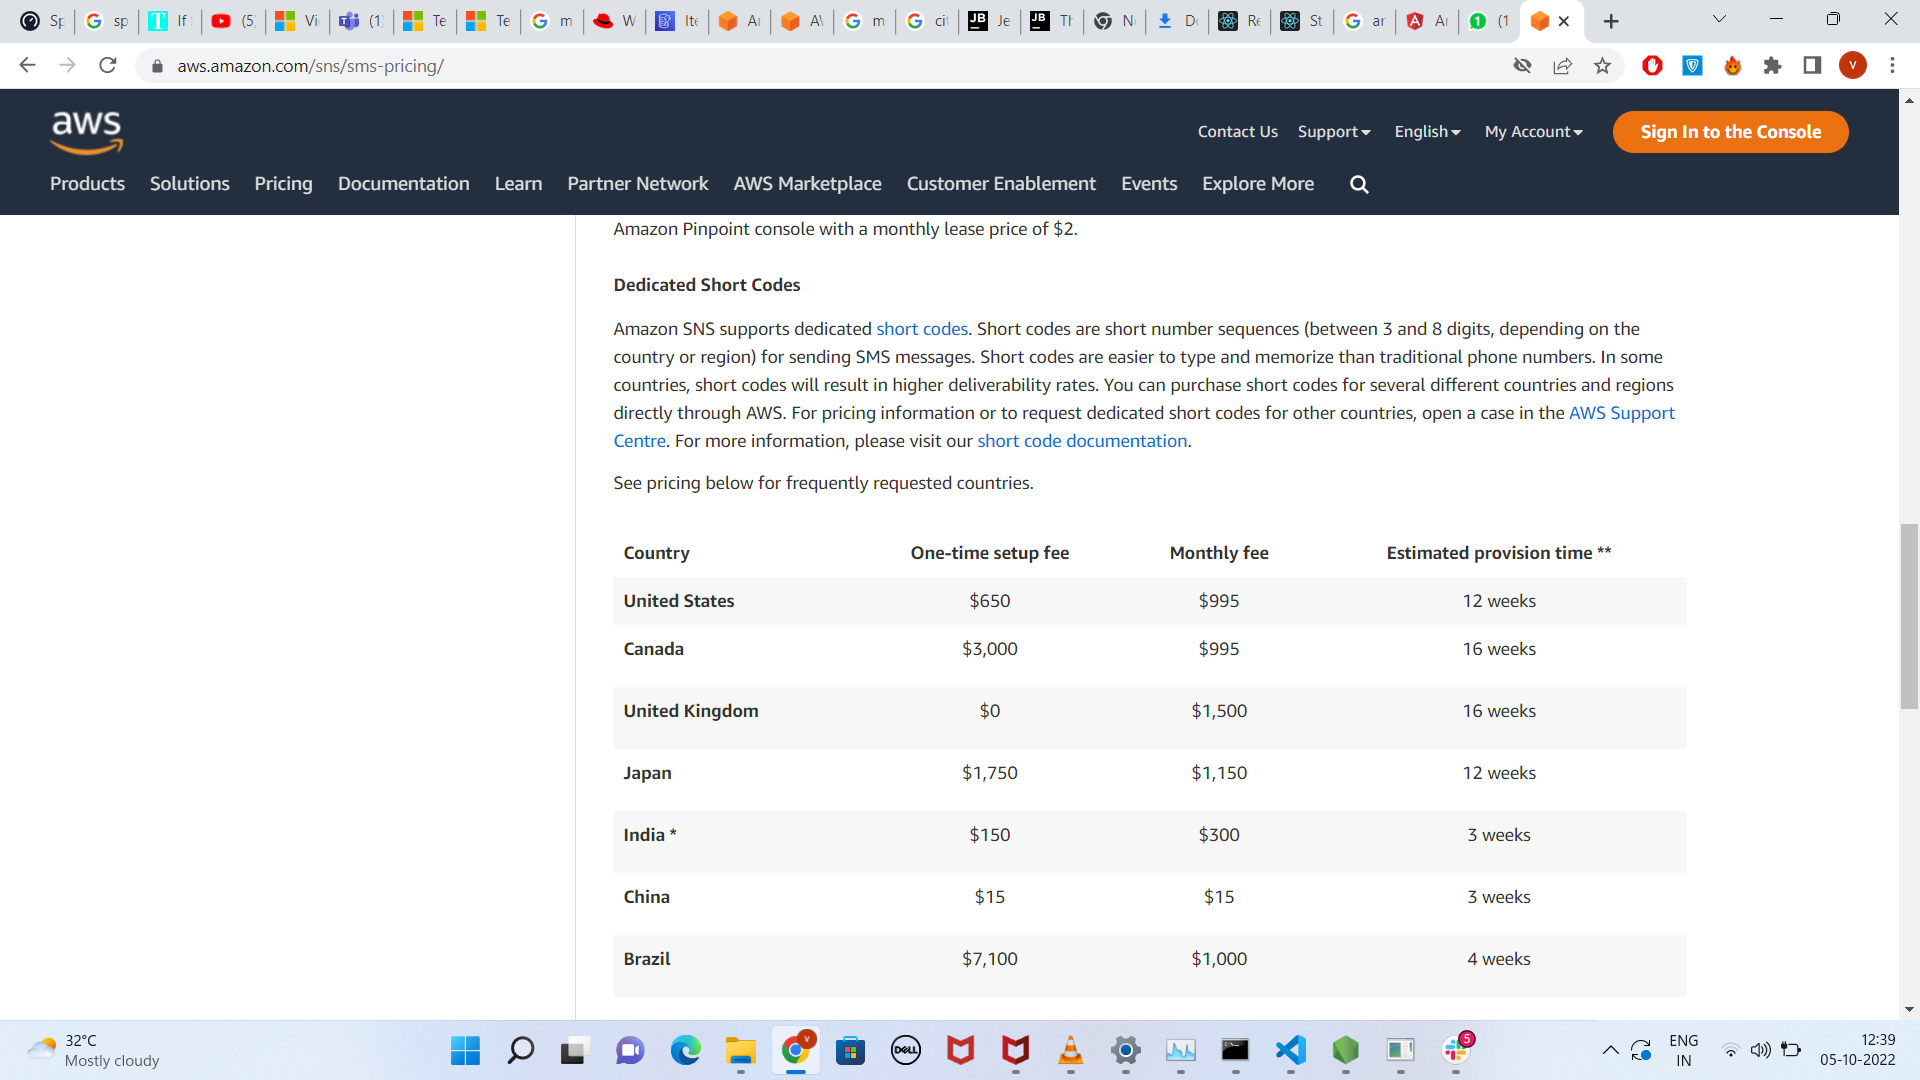 Sp
sp
If
(5
Vi
(1
Te
Te
m
W
Ite
Ar
A\
m
ci
Je
Th
N
Do
Re
St
ar
Ar
(1
aws.amazon.com/sns/sms-pricing/
V
aws
Contact Us Support English My Account Sign In to the Console
Products Solutions Pricing Documentation Learn Partner Network AWS Marketplace Customer Enablement Events Explore More
Amazon Pinpoint console with a monthly lease price of $2.
Dedicated Short Codes
Amazon SNS supports dedicated short codes. Short codes are short number sequences (between 3 and 8 digits, depending on the
country or region) for sending SMS messages. Short codes are easier to type and memorize than traditional phone numbers. In some
countries, short codes will result in higher deliverability rates. You can purchase short codes for several different countries and regions
directly through AWS. For pricing information or to request dedicated short codes for other countries, open a case in the AWS Support
Centre. For more information, please visit our short code documentation.
See pricing below for frequently requested countries.
Country One-time setup fee Monthly fee Estimated provision time **
United States $650 $995 12 weeks
Canada $3,000 $995 16 weeks
United Kingdom $0 $1,500 16 weeks
Japan $1,750 $1,150 12 weeks
India * $150 $300 3 weeks
China $15 $15 3 weeks
Brazil $7,100 $1,000 4 weeks
32°C
Mostly cloudy
V
DELL
5
ENG
IN
12:39
05-10-2022